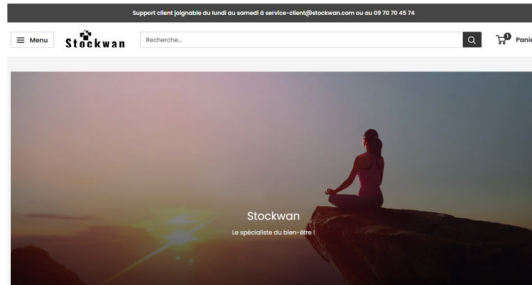 Support client joignable du lundi au samedi à service-client@stockwan.com ou au 09 70 70 45 74
Menu
Stockwan
Recherche...
0
Panie
Stockwan
Le spécialiste du bien-être !